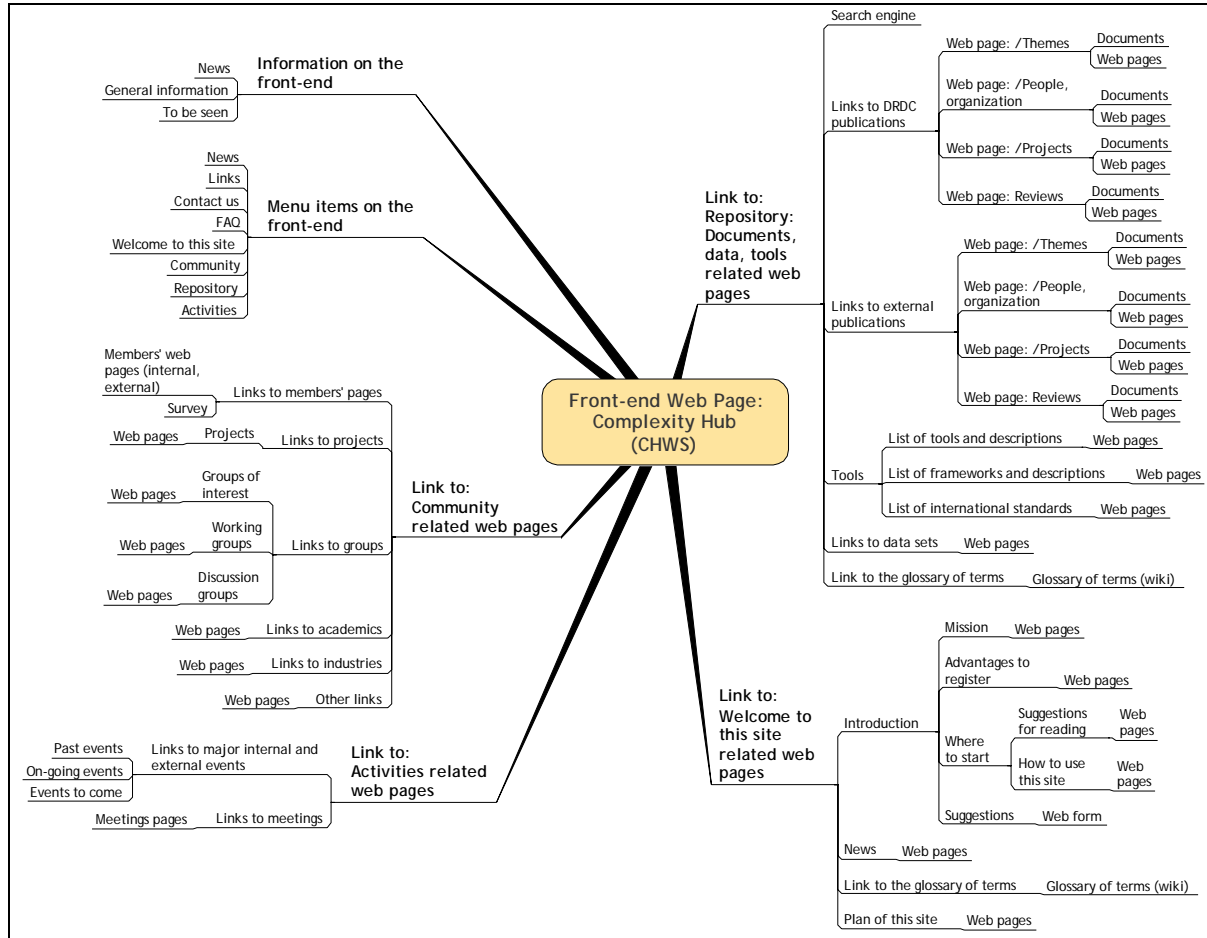 Information on the
front-end
News
General information
To be seen
Menu items on the
front-end
News
Links
Contact us
FAQ
Welcome to this site
Community
Repository
Activities
Front-end Web Page:
Complexity Hub
(CHWS)
Link to:
Community
related web pages
Links to members' pages
Members' web
pages (internal,
external)
Survey
Links to projects
Projects
Web pages
Links to groups
Groups of
interest
Web pages
Working
groups
Web pages
Discussion
groups
Web pages
Links to academics
Web pages
Links to industries
Web pages
Other links
Web pages
Link to:
Activities related
web pages
Links to major internal and
external events
Past events
On-going events
Events to come
Links to meetings
Meetings pages
Link to:
Repository:
Documents,
data, tools
related web
pages
Search engine
Links to DRDC
publications
Web page: /Themes
Documents
Web pages
Web page: /People,
organization
Documents
Web pages
Web page: /Projects
Documents
Web pages
Web page: Reviews
Documents
Web pages
Links to external
publications
Web page: /Themes
Documents
Web pages
Web page: /People,
organization
Documents
Web pages
Web page: /Projects
Documents
Web pages
Web page: Reviews
Documents
Web pages
Tools
List of tools and descriptions
Web pages
List of frameworks and descriptions
Web pages
List of international standards
Web pages
Links to data sets
Web pages
Link to the glossary of terms
Glossary of terms (wiki)
Link to:
Welcome to
this site
related web
pages
Introduction
Mission
Web pages
Advantages to
register
Web pages
Where
to start
Suggestions
for reading
Web
pages
How to use
this site
Web
pages
Suggestions
Web form
News
Web pages
Link to the glossary of terms
Glossary of terms (wiki)
Plan of this site
Web pages